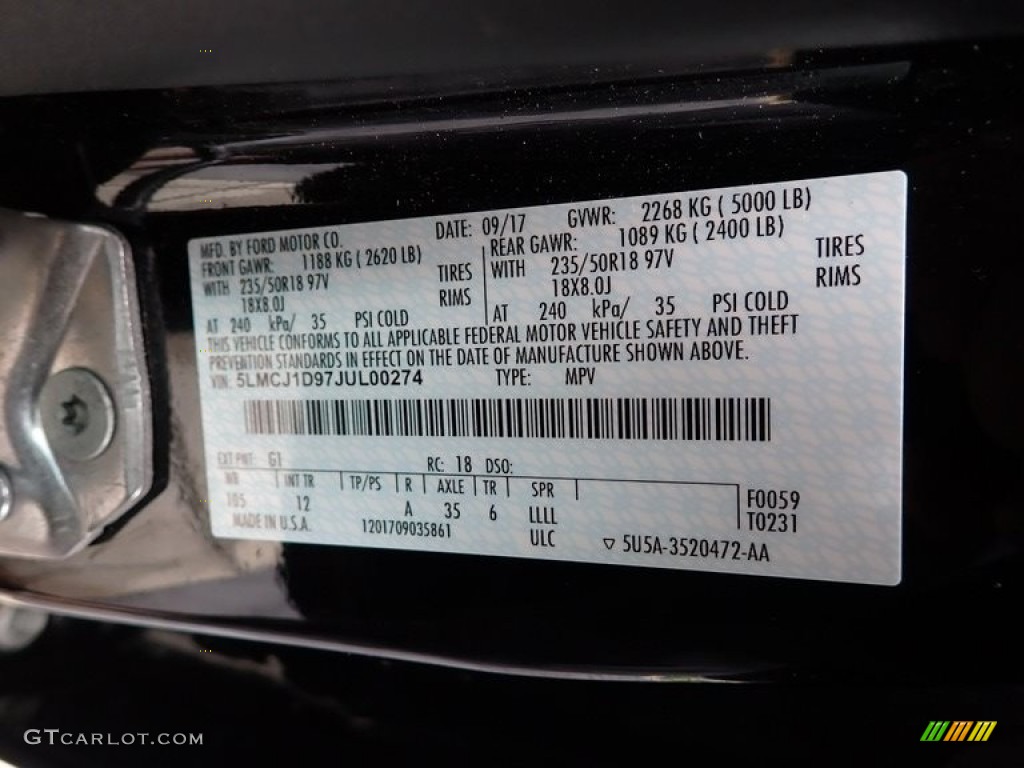 MFD. BY FORD MOTOR CO. DATE: 09/17 GVWR: 2268 KG ( 5000 LB)
FRONT GAWR: 1188 KG ( 2620 LB) REAR GAWR: 1089 KG ( 2400 LB)
WITH 235/50R18 97V TIRES WITH 235/50R18 97V TIRES
18X8.0J RIMS 18X8.0J RIMS
AT 240 kPa/ 35 PSI COLD AT 240 kPa/ 35 PSI COLD
THIS VEHICLE CONFORMS TO ALL APPLICABLE FEDERAL MOTOR VEHICLE SAFETY AND THEFT
PREVENTION STANDARDS IN EFFECT ON THE DATE OF MANUFACTURE SHOWN ABOVE.
VIN: 5LMCJ1D97JUL00274 TYPE: MPV
EXT PNT: G1 RC: 18 DSO:
WB INT TR TP/PS R AXLE TR SPR
105 12 A 35 6 LLLL F0059
MADE IN U.S.A. 1201709035861 ULC T0231
▽ 5U5A-3520472-AA
GTCARLOT.COM